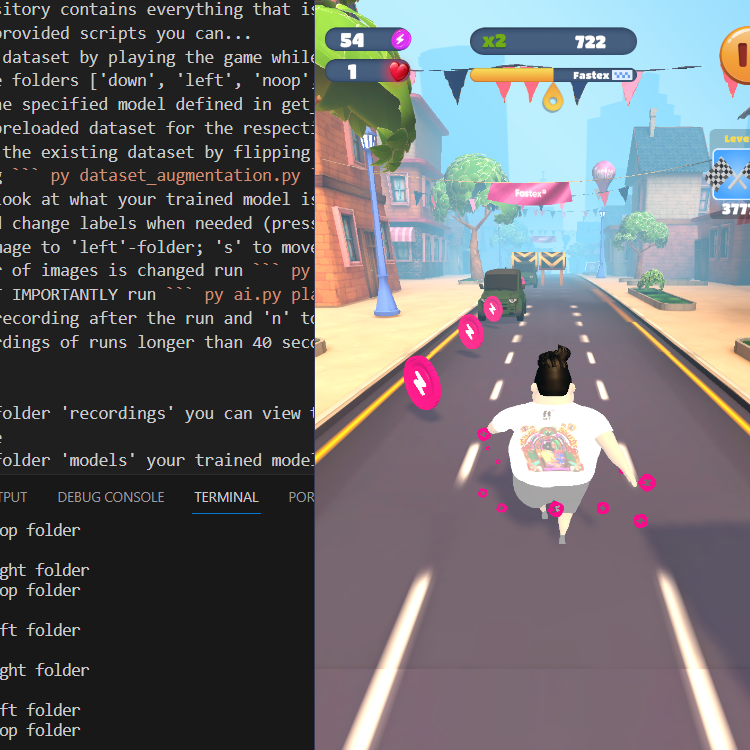 sitory contains everything that is
provided scripts you can...
dataset by playing the game while
e folders ['down', 'left', 'noop',
ne specified model defined in get_
preloaded dataset for the respecti
the existing dataset by flipping
g ``` py dataset_augmentation.py
look at what your trained model is
d change labels when needed (press
mage to 'left'-folder; 's' to move
r of images is changed run ``` py
T IMPORTANTLY run ``` py ai.py pla
recording after the run and 'n' to
rdings of runs longer than 40 seco
folder 'recordings' you can view t
e
folder 'models' your trained model
TPUT DEBUG CONSOLE TERMINAL POR
op folder
ght folder
op folder
ft folder
ght folder
ft folder
op folder
54
1
x2 722
Fastex
Fastex
Leve
377